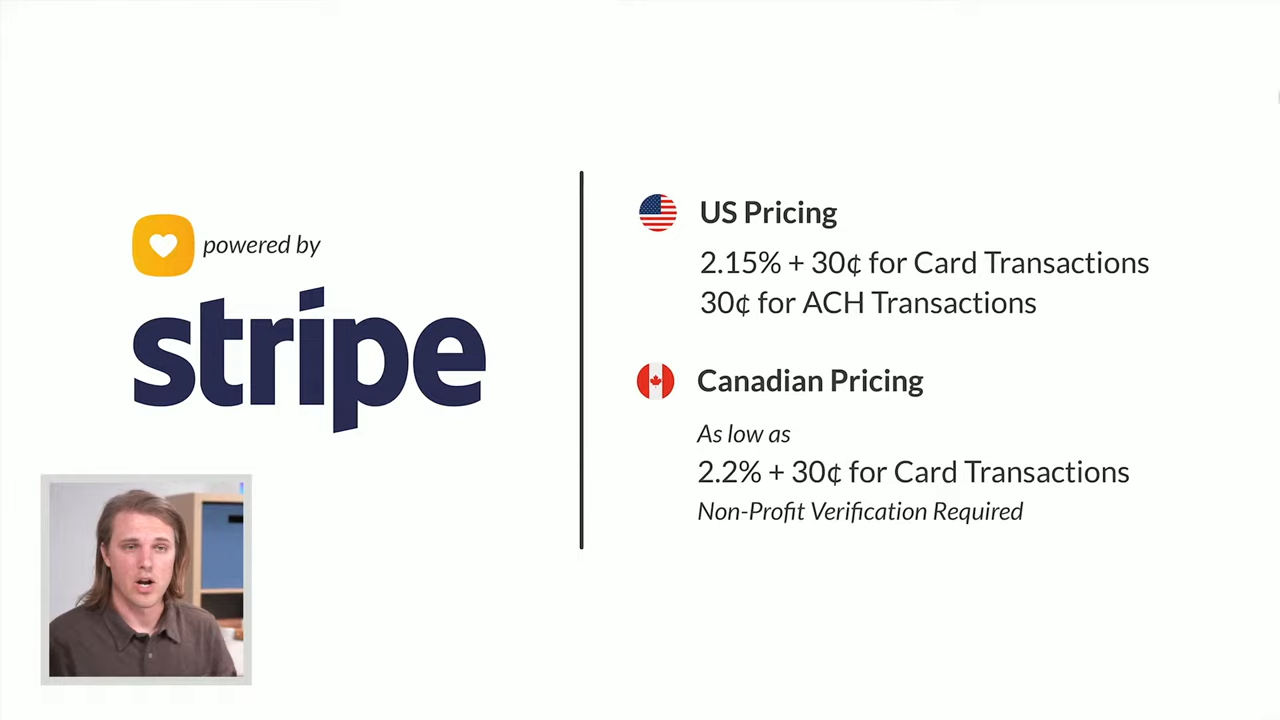 powered by
stripe
US Pricing
2.15% + 30¢ for Card Transactions
30¢ for ACH Transactions
Canadian Pricing
As low as
2.2% + 30¢ for Card Transactions
Non-Profit Verification Required